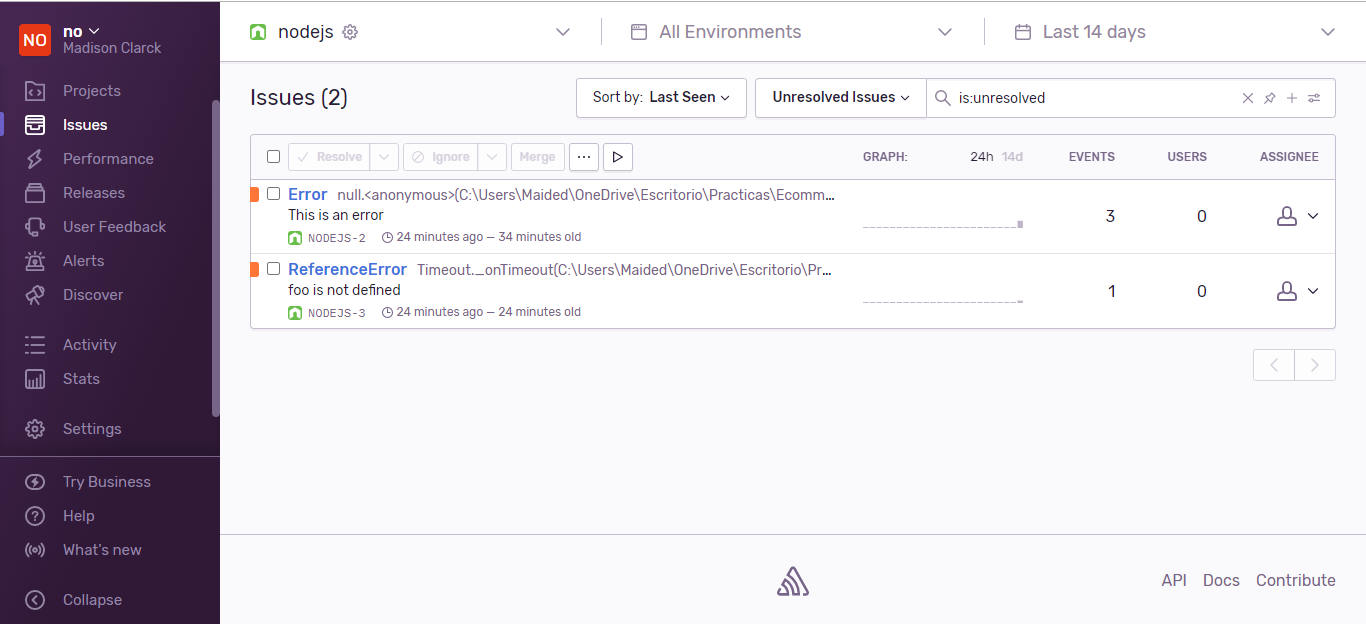 NO
no
Madison Clarck
Projects
Issues
Performance
Releases
User Feedback
Alerts
Discover
Activity
Stats
Settings
Try Business
Help
What's new
Collapse
nodejs
All Environments
Last 14 days
Issues (2)
Sort by: Last Seen
Unresolved Issues
is:unresolved
Resolve
Ignore
Merge
GRAPH:
24h 14d
EVENTS
USERS
ASSIGNEE
Error null.<anonymous>(C:\Users\Maided\OneDrive\Escritorio\Practicas\Ecomm...
This is an error
NODEJS-2 24 minutes ago — 34 minutes old
3
0
ReferenceError Timeout._onTimeout(C:\Users\Maided\OneDrive\Escritorio\Pr...
foo is not defined
NODEJS-3 24 minutes ago — 24 minutes old
1
0
API Docs Contribute